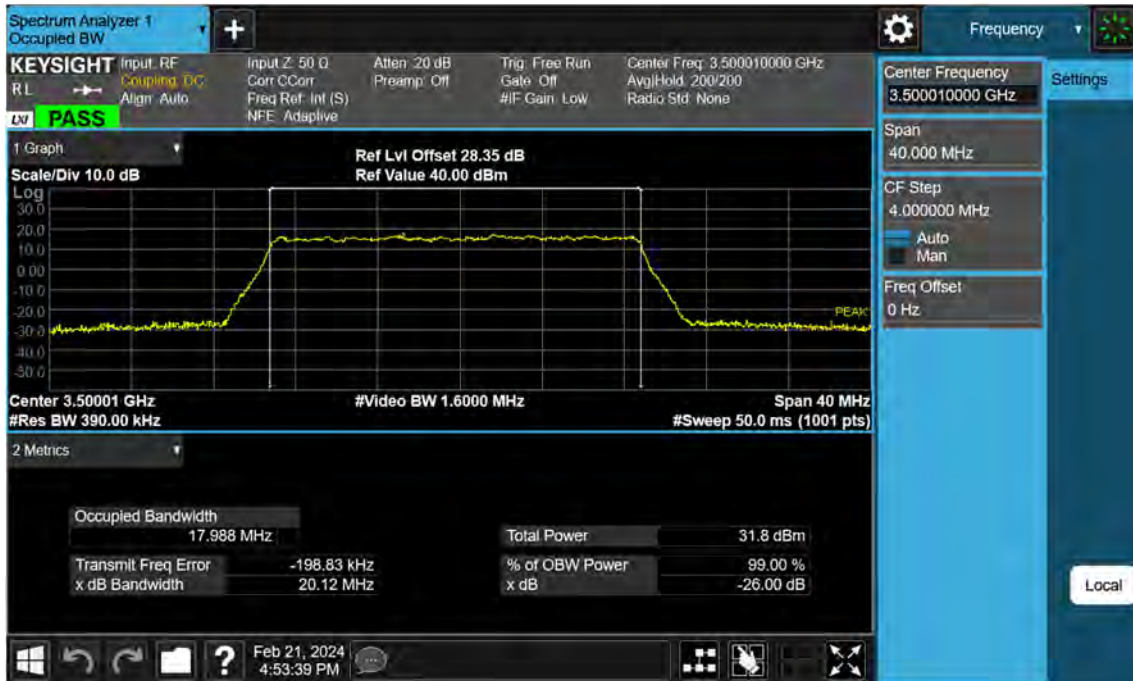 Spectrum Analyzer 1
Occupied BW
Frequency
KEYSIGHT
RL
LXI PASS
Input: RF
Coupling: DC
Align: Auto
Input Z: 50 Ω
Corr CCorr
Freq Ref: Int (S)
NFE: Adaptive
Atten: 20 dB
Preamp: Off
Trig: Free Run
Gate: Off
#IF Gain: Low
Center Freq: 3.500010000 GHz
Avg|Hold: 200/200
Radio Std: None
1 Graph
Scale/Div 10.0 dB
Ref Lvl Offset 28.35 dB
Ref Value 40.00 dBm
Log
30.0
20.0
10.0
0.00
-10.0
-20.0
-30.0
-40.0
-50.0
PEAK
Center 3.50001 GHz
#Video BW 1.6000 MHz
Span 40 MHz
#Res BW 390.00 kHz
#Sweep 50.0 ms (1001 pts)
2 Metrics
Occupied Bandwidth
17.988 MHz
Total Power 31.8 dBm
Transmit Freq Error -198.83 kHz
% of OBW Power 99.00 %
x dB Bandwidth 20.12 MHz
x dB -26.00 dB
Center Frequency
3.500010000 GHz
Settings
Span
40.000 MHz
CF Step
4.000000 MHz
Auto
Man
Freq Offset
0 Hz
Local
?
Feb 21, 2024
4:53:39 PM